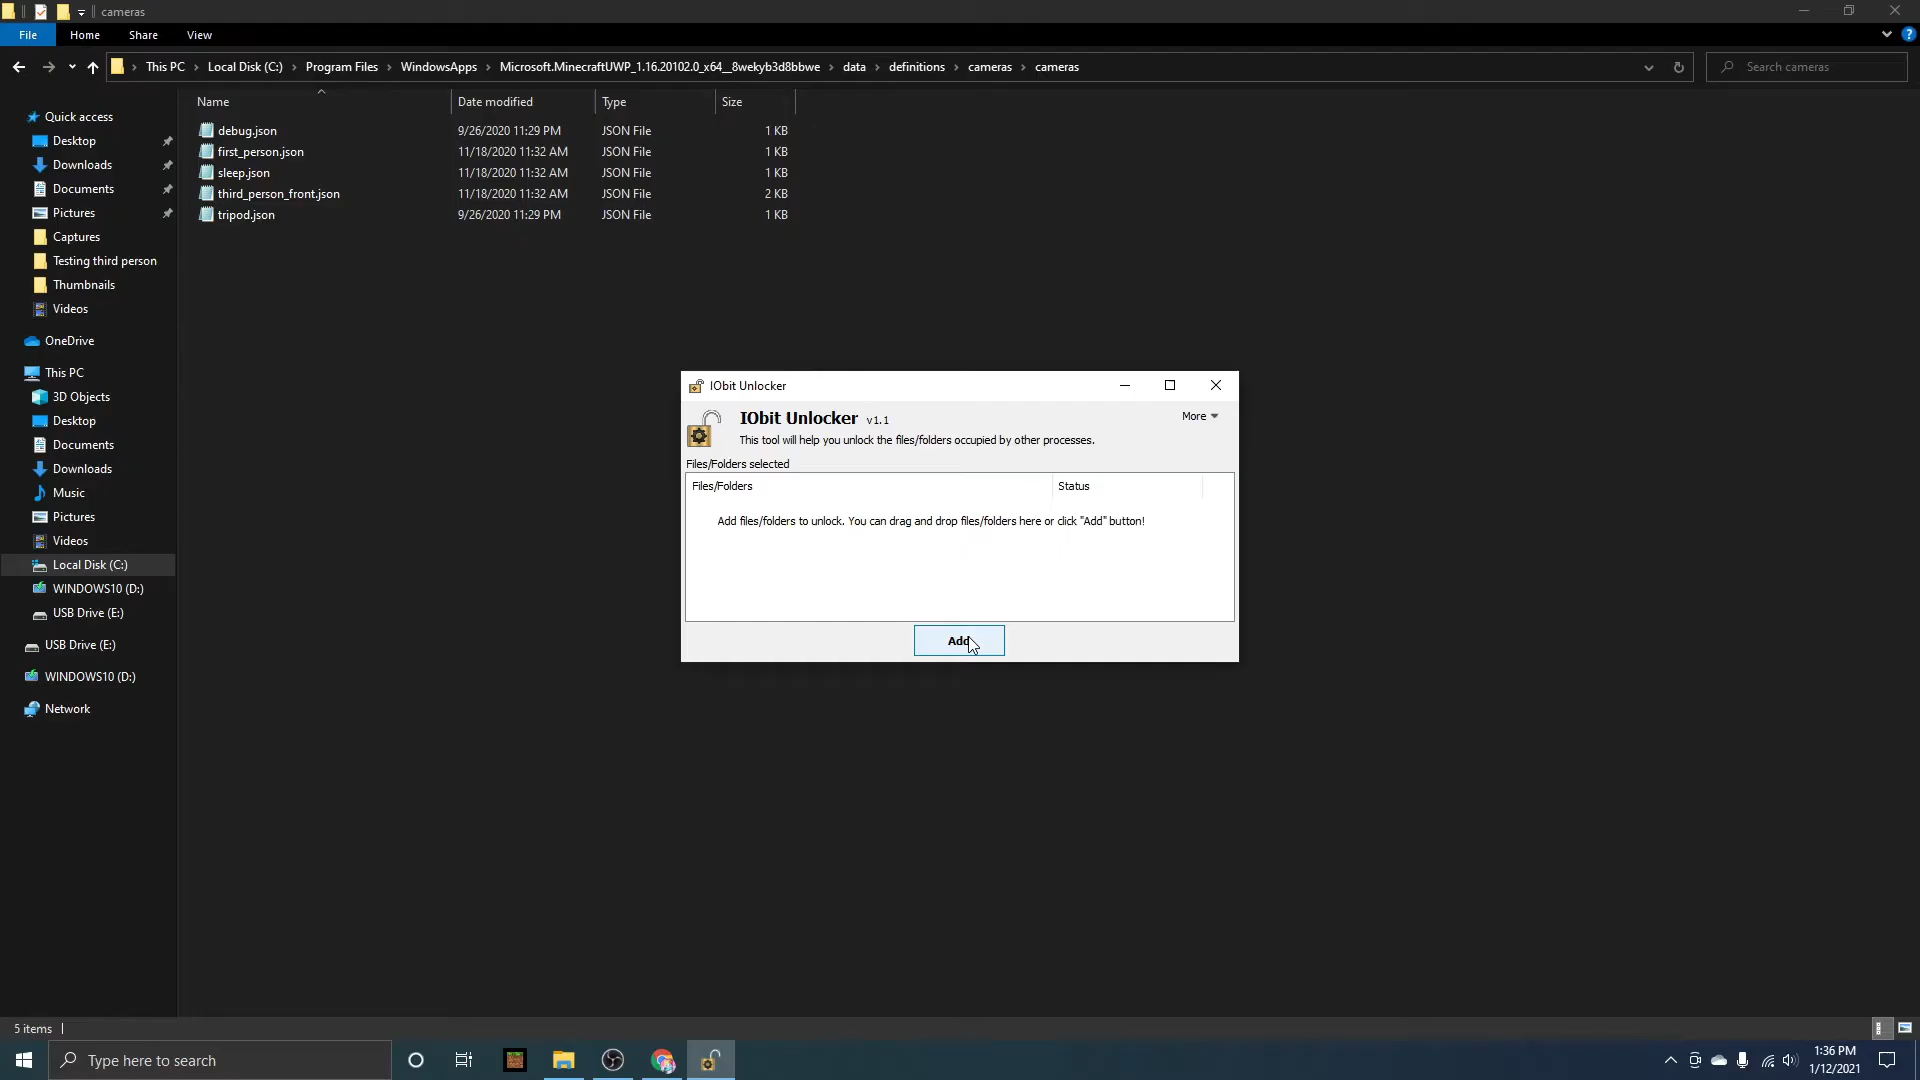 cameras
File Home Share View
This PC Local Disk (C:) Program Files WindowsApps Microsoft.MinecraftUWP_1.16.20102.0_x64__8wekyb3d8bbwe data definitions cameras cameras
Search cameras
Name Date modified Type Size
debug.json 9/26/2020 11:29 PM JSON File 1 KB
first_person.json 11/18/2020 11:32 AM JSON File 1 KB
sleep.json 11/18/2020 11:32 AM JSON File 1 KB
third_person_front.json 11/18/2020 11:32 AM JSON File 2 KB
tripod.json 9/26/2020 11:29 PM JSON File 1 KB
Quick access
Desktop
Downloads
Documents
Pictures
Captures
Testing third person
Thumbnails
Videos
OneDrive
This PC
3D Objects
Desktop
Documents
Downloads
Music
Pictures
Videos
Local Disk (C:)
WINDOWS10 (D:)
USB Drive (E:)
USB Drive (E:)
WINDOWS10 (D:)
Network
IObit Unlocker
IObit Unlocker v1.1
More
This tool will help you unlock the files/folders occupied by other processes.
Files/Folders selected
Files/Folders Status
Add files/folders to unlock. You can drag and drop files/folders here or click "Add" button!
Add
5 items
Type here to search
1:36 PM
1/12/2021